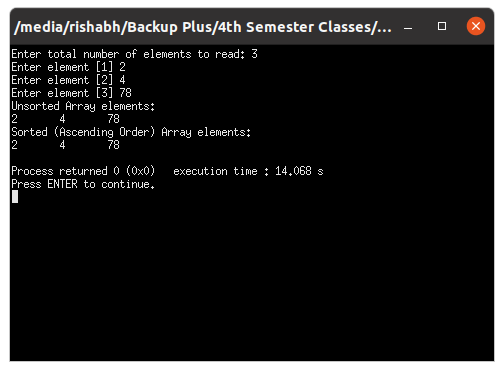 /media/rishabh/Backup Plus/4th Semester Classes/...
Enter total number of elements to read: 3
Enter element [1] 2
Enter element [2] 4
Enter element [3] 78
Unsorted Array elements:
2 4 78
Sorted (Ascending Order) Array elements:
2 4 78
Process returned 0 (0x0) execution time : 14.068 s
Press ENTER to continue.